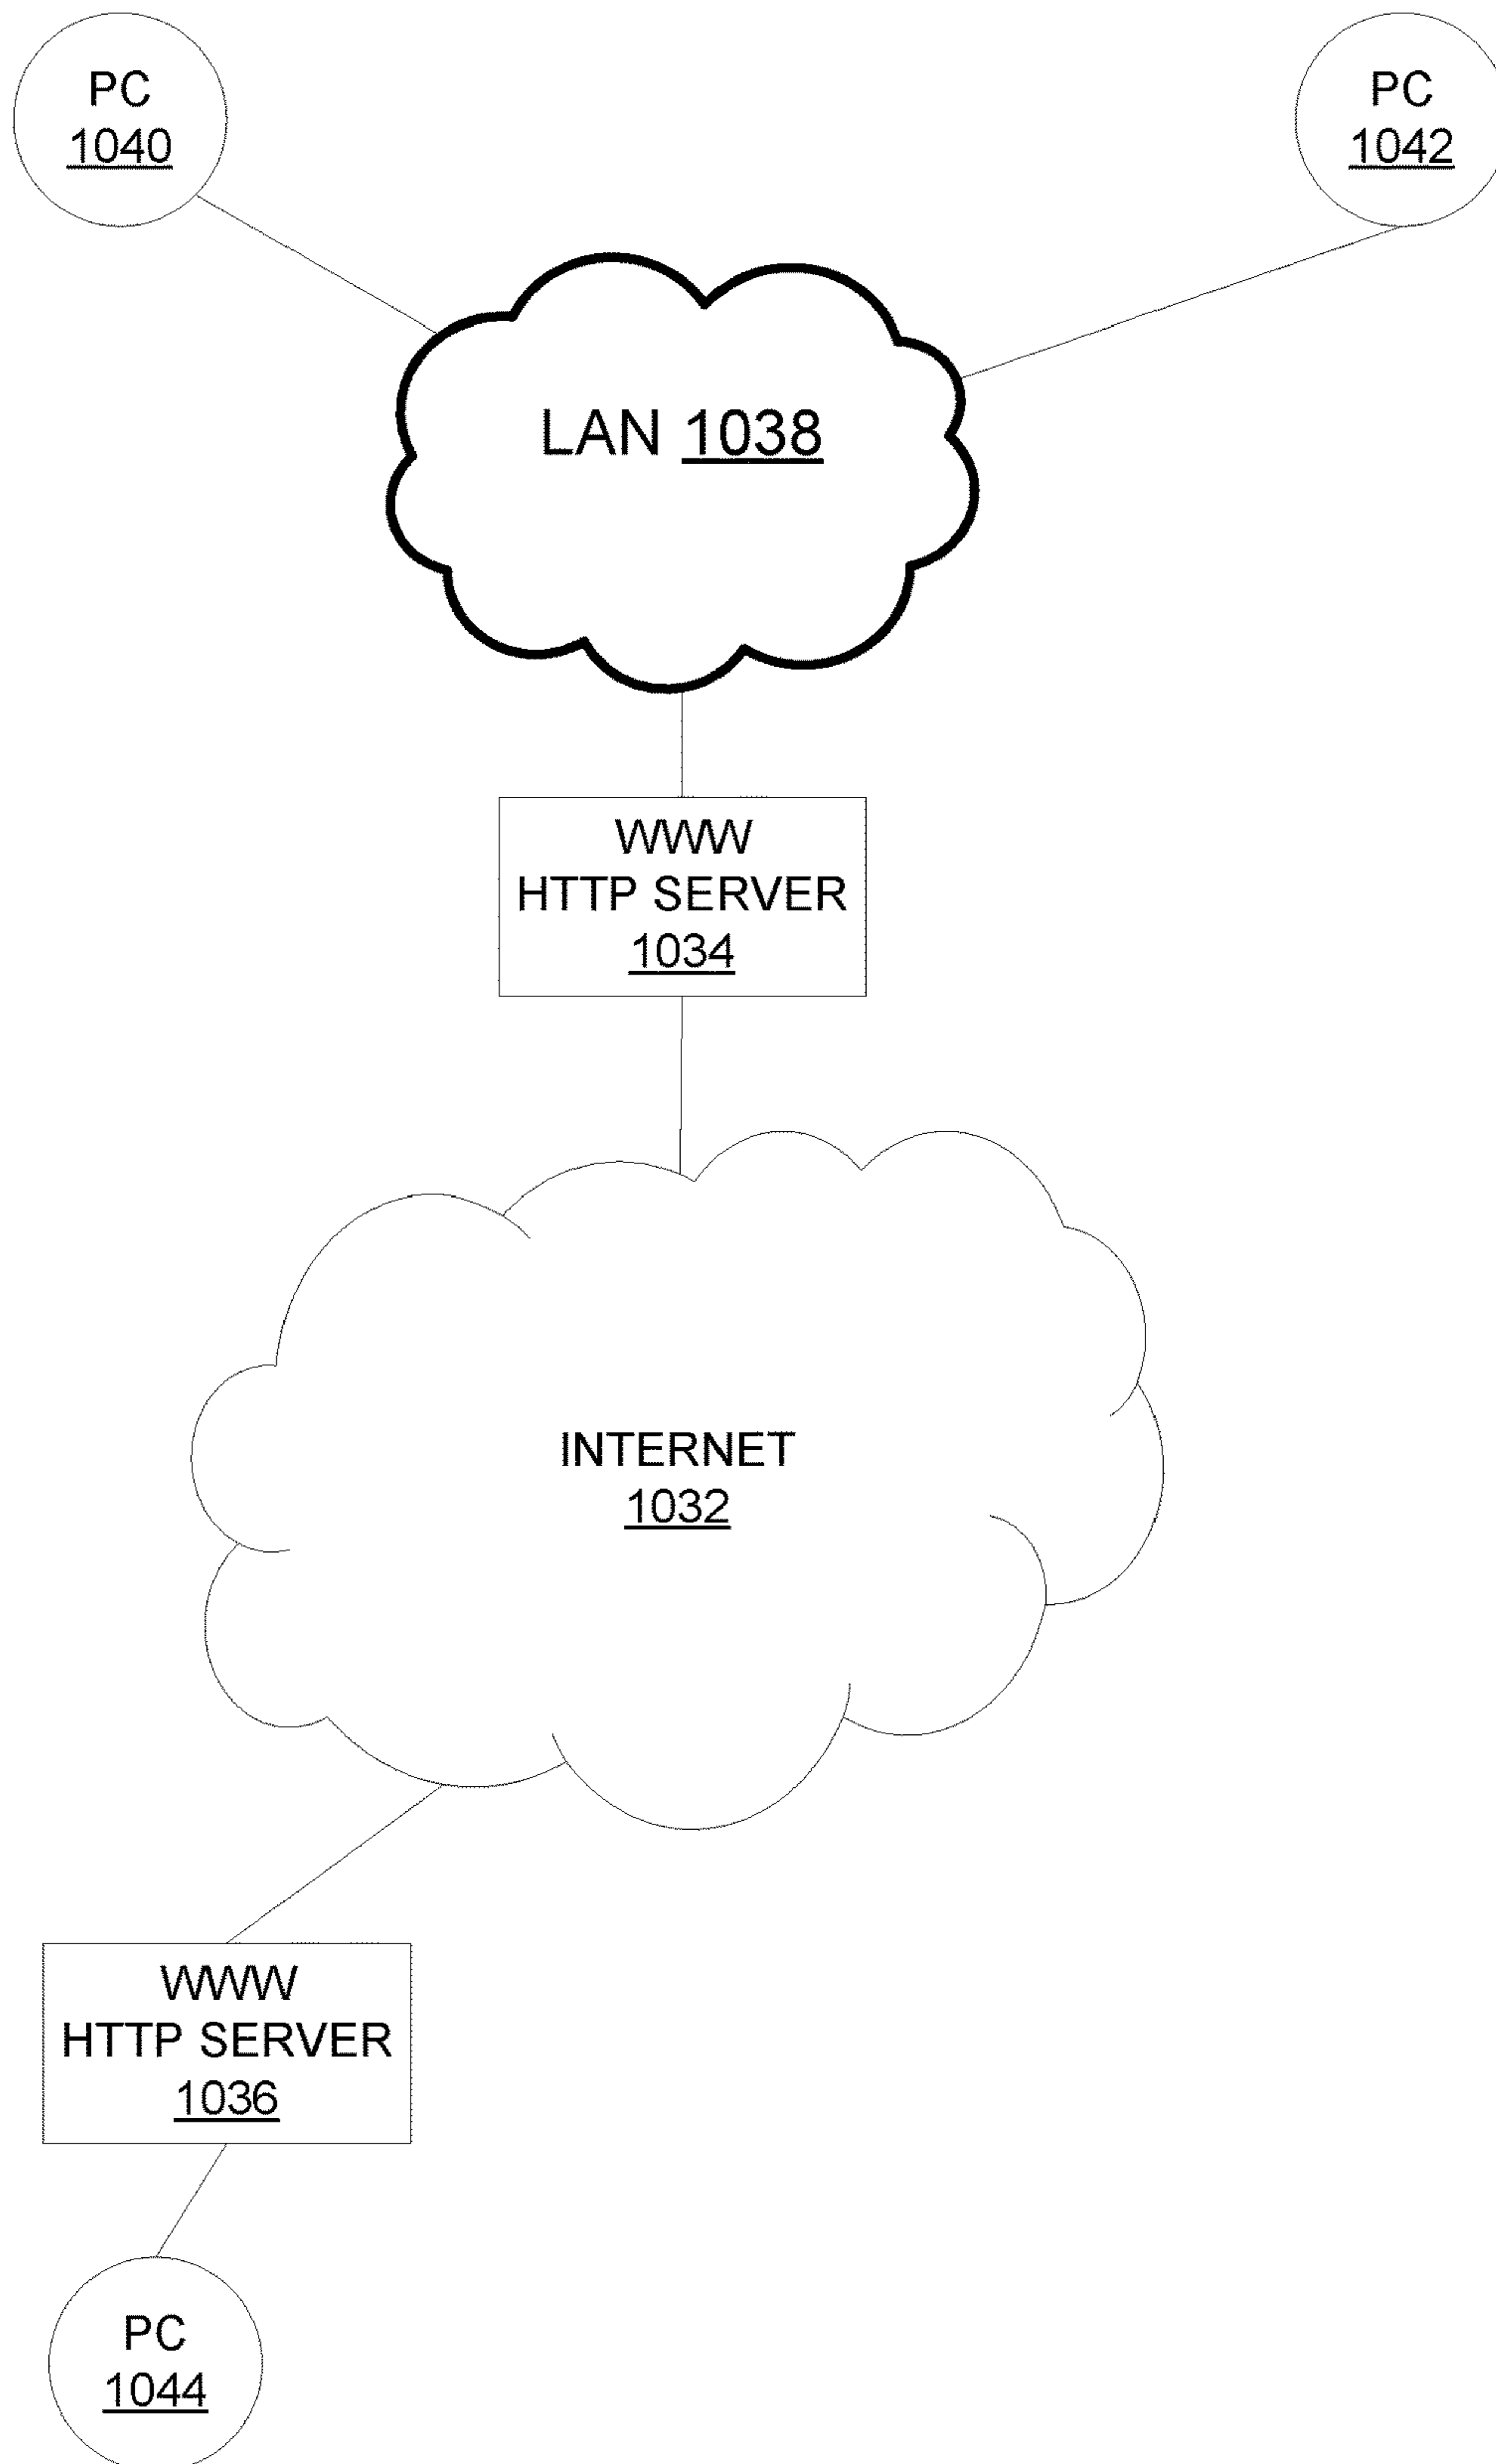 PC
1040
PC
1042
LAN 1038
WWW
HTTP SERVER
1034
INTERNET
1032
WWW
HTTP SERVER
1036
PC
1044